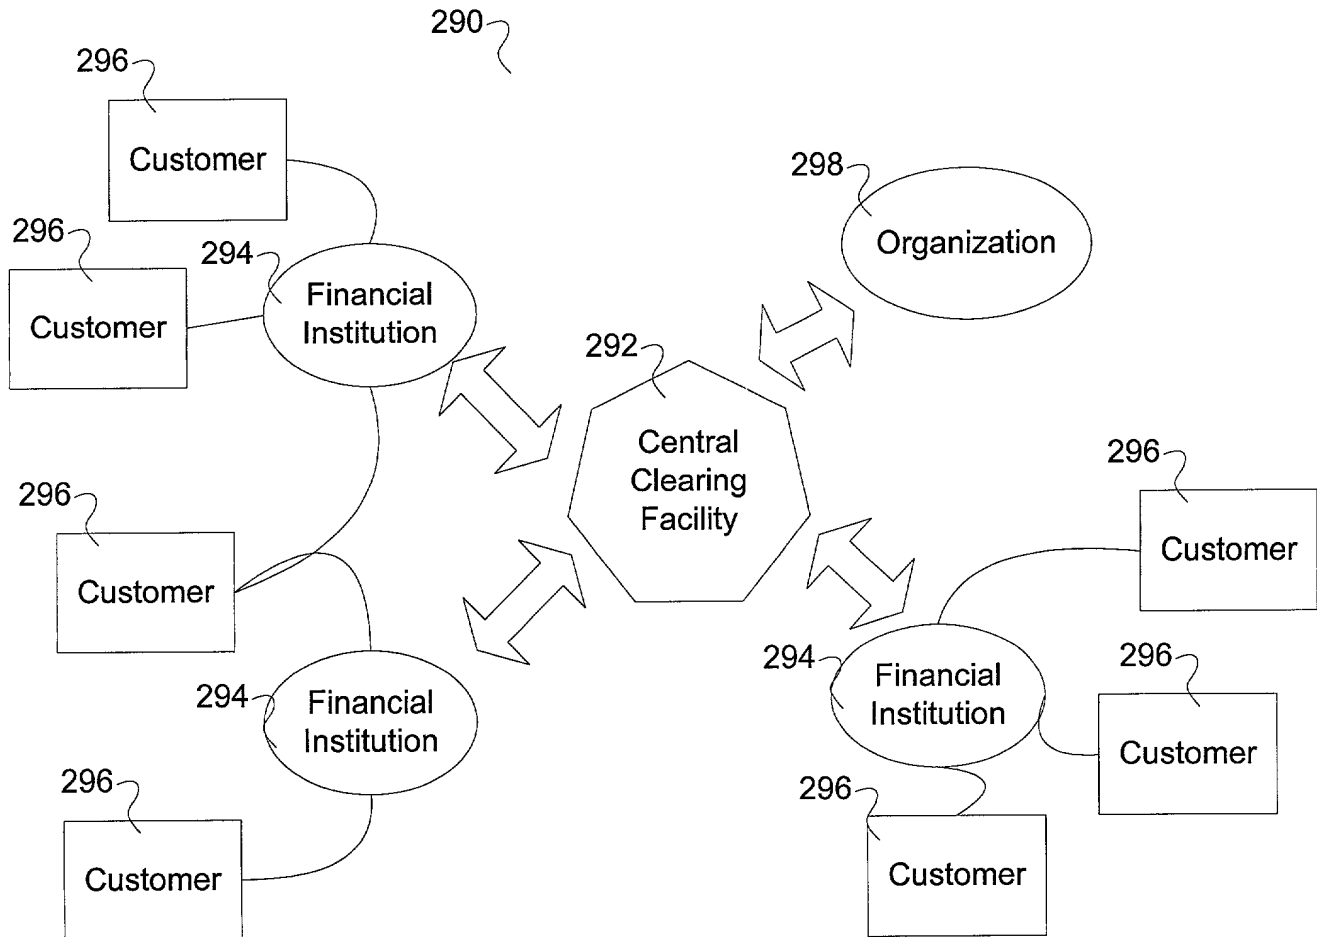 290
296
Customer
298
Organization
296
Customer
294
Financial
Institution
292
Central
Clearing
Facility
296
Customer
296
Customer
294
Financial
Institution
294
Financial
Institution
296
Customer
296
Customer
296
Customer